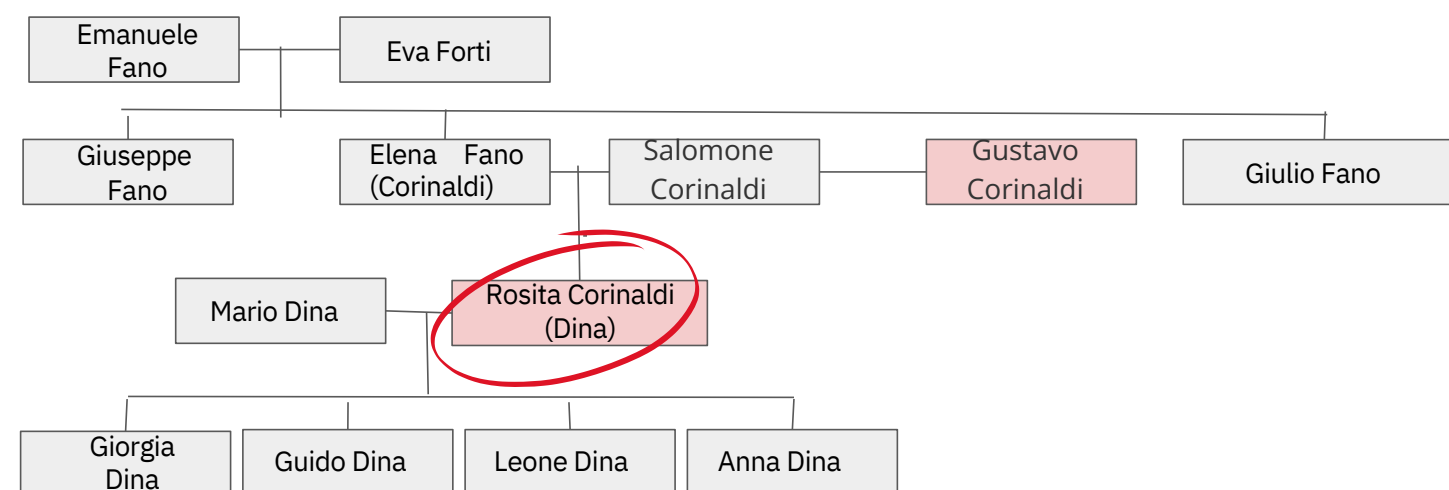 Emanuele
Fano
Eva Forti
Giuseppe
Fano
Elena Fano
(Corinaldi)
Salomone
Corinaldi
Gustavo
Corinaldi
Giulio Fano
Mario Dina
Rosita Corinaldi
(Dina)
Giorgia
Dina
Guido Dina
Leone Dina
Anna Dina